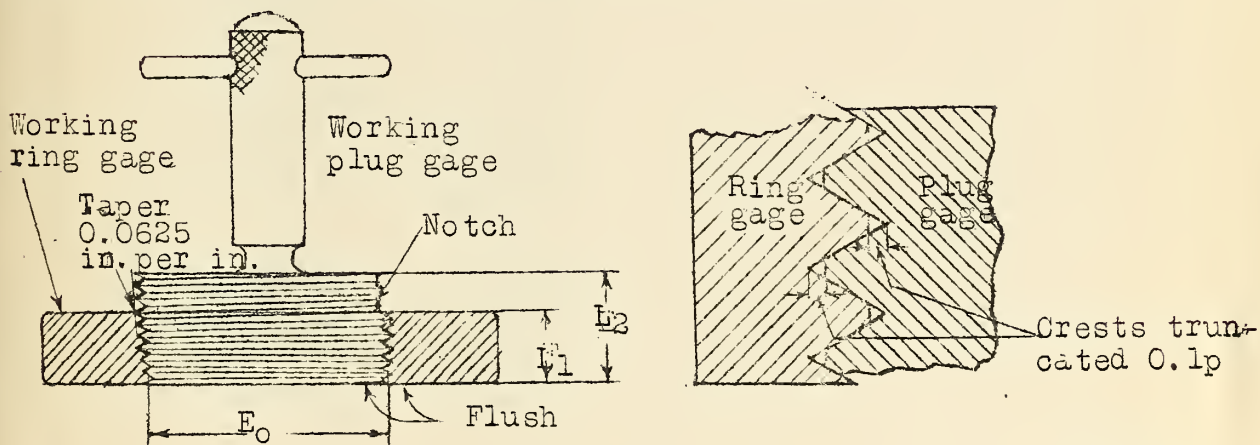 Working
ring gage
Taper
0.0625
in. per in.
Working
plug gage
Notch
L2
L1
Flush
E₀
Ring
gage
Plug
gage
Crests trun-
cated 0.1p